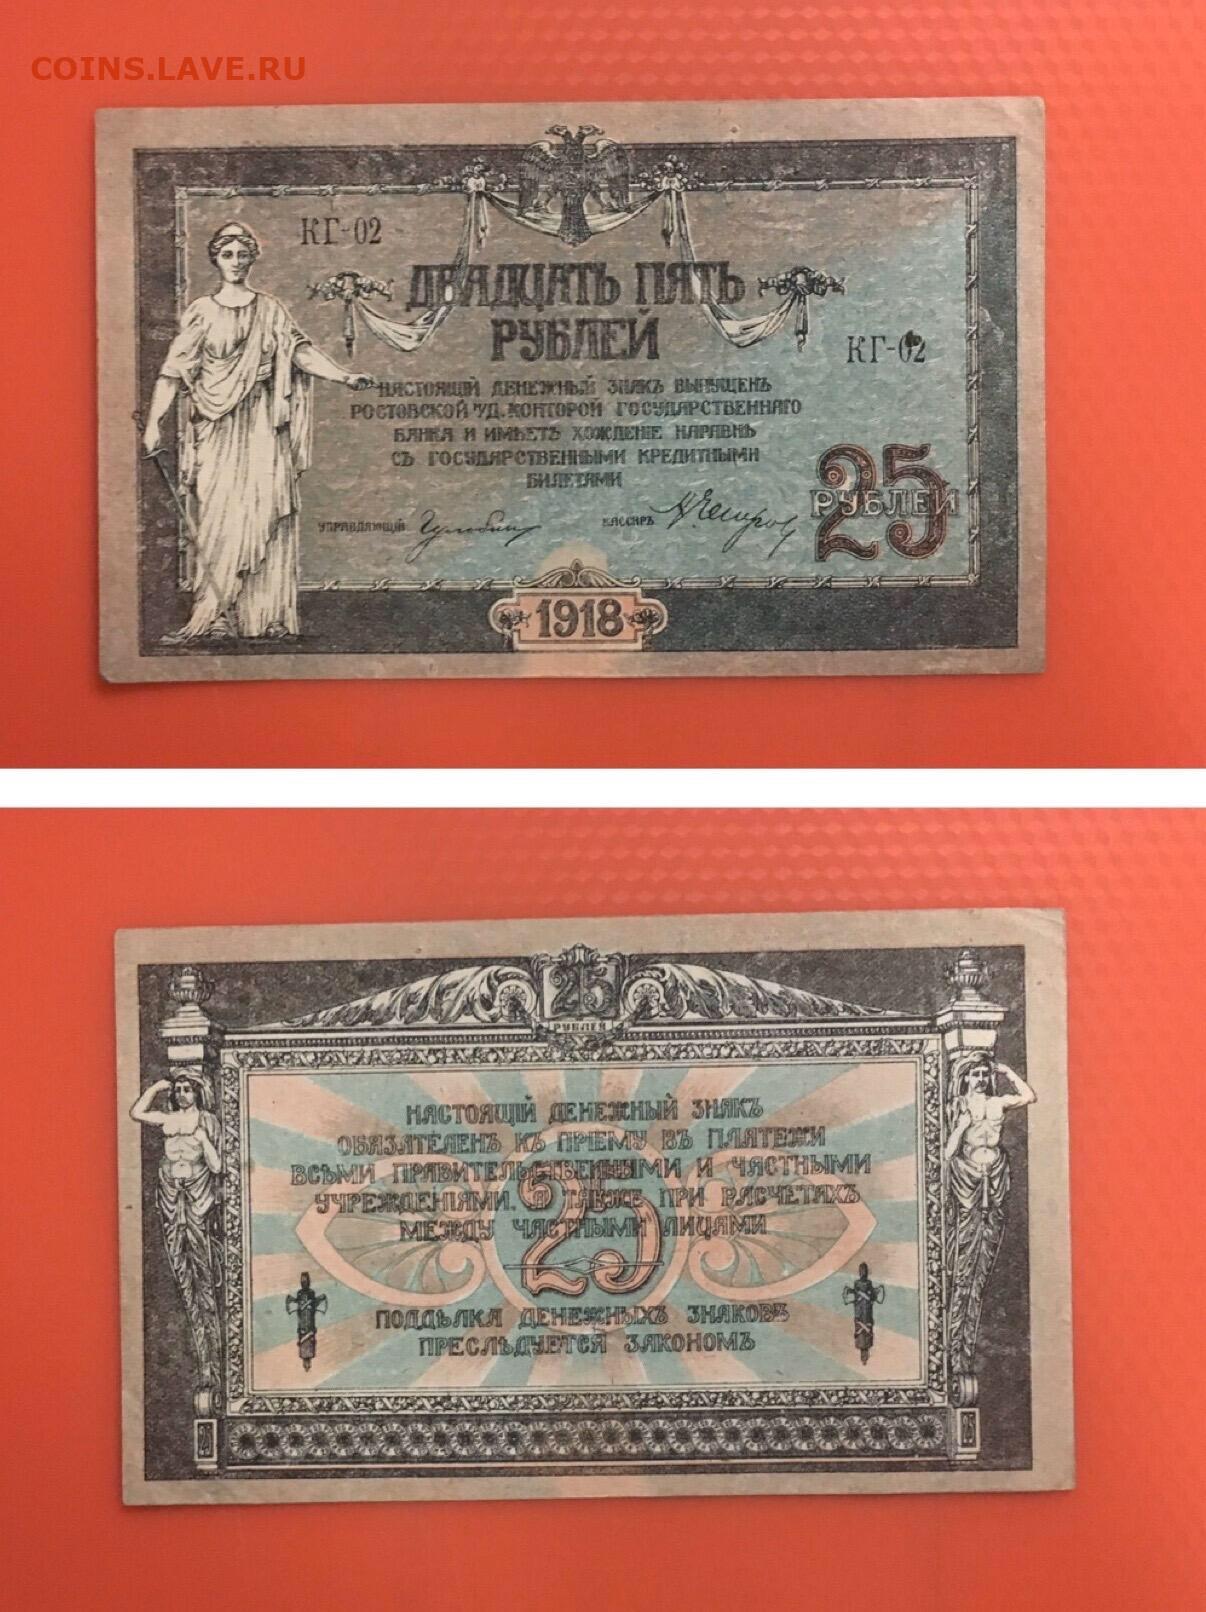 COINS.LAVE.RU
КГ-02
ДВАДЦАТЬ ПЯТЬ
РУБЛЕЙ
КГ-02
НАСТОЯЩІЙ ДЕНЕЖНЫЙ ЗНАКЪ ВЫПУЩЕНЪ
РОСТОВСКОЙ Н/Д. КОНТОРОЙ ГОСУДАРСТВЕННАГО
БАНКА И ИМѢЕТЪ ХОЖДЕНІЕ НАРАВНѢ
СЪ ГОСУДАРСТВЕННЫМИ КРЕДИТНЫМИ
БИЛЕТАМИ
25
РУБЛЕЙ
УПРАВЛЯЮЩІЙ
КАССИРЪ
1918
25
РУБЛЕЙ
НАСТОЯЩІЙ ДЕНЕЖНЫЙ ЗНАКЪ
ОБЯЗАТЕЛЕНЪ КЪ ПРІЕМУ ВЪ ПЛАТЕЖИ
ВСѢМИ ПРАВИТЕЛЬСТВЕННЫМИ И ЧАСТНЫМИ
УЧРЕЖДЕНІЯМИ, А ТАКЖЕ ПРИ РАСЧЕТАХЪ
МЕЖДУ ЧАСТНЫМИ ЛИЦАМИ
25
ПОДДѢЛКА ДЕНЕЖНЫХЪ ЗНАКОВЪ
ПРЕСЛѢДУЕТСЯ ЗАКОНОМЪ
25
25